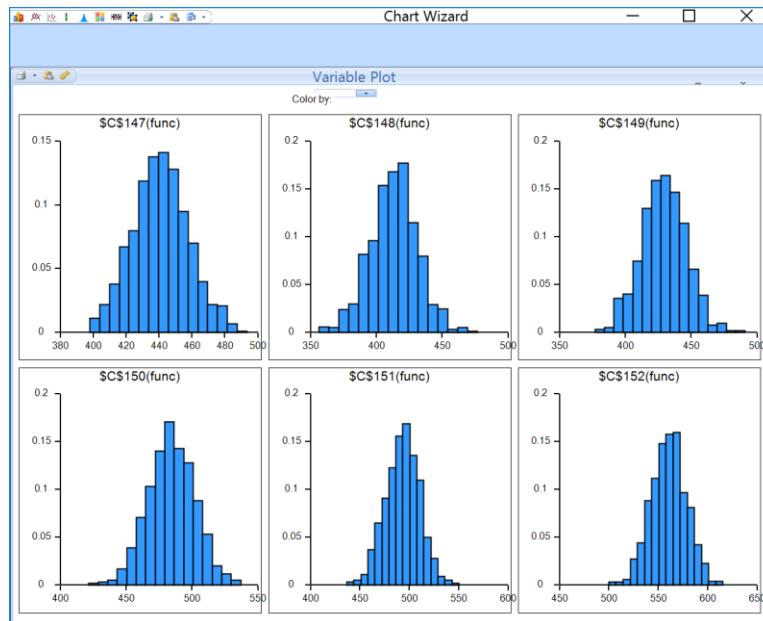 Chart Wizard
Variable Plot
Color by:
$C$147(func)
0.15
0.1
0.05
0
380 400 420 440 460 480 500
$C$148(func)
0.2
0.15
0.1
0.05
0
350 400 450 500
$C$149(func)
0.2
0.15
0.1
0.05
0
350 400 450 500
$C$150(func)
0.2
0.15
0.1
0.05
0
400 450 500 550
$C$151(func)
0.2
0.15
0.1
0.05
0
400 450 500 550 600
$C$152(func)
0.2
0.15
0.1
0.05
0
450 500 550 600 650